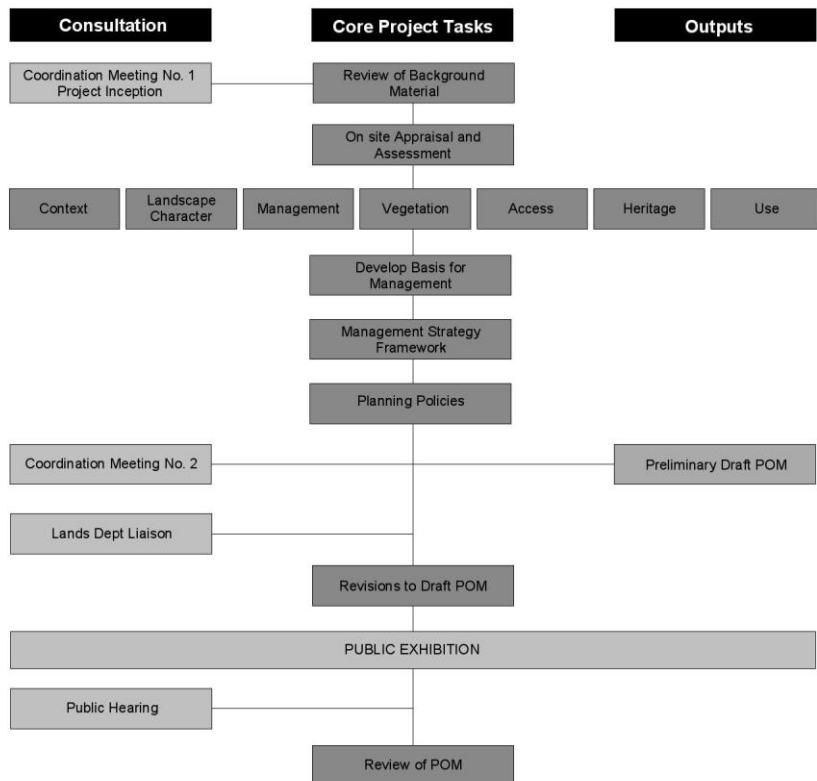 Consultation
Core Project Tasks
Outputs
Coordination Meeting No. 1
Project Inception
Review of Background
Material
On site Appraisal and
Assessment
Context
Landscape
Character
Management
Vegetation
Access
Heritage
Use
Develop Basis for
Management
Management Strategy
Framework
Planning Policies
Coordination Meeting No. 2
Preliminary Draft POM
Lands Dept Liaison
Revisions to Draft POM
PUBLIC EXHIBITION
Public Hearing
Review of POM